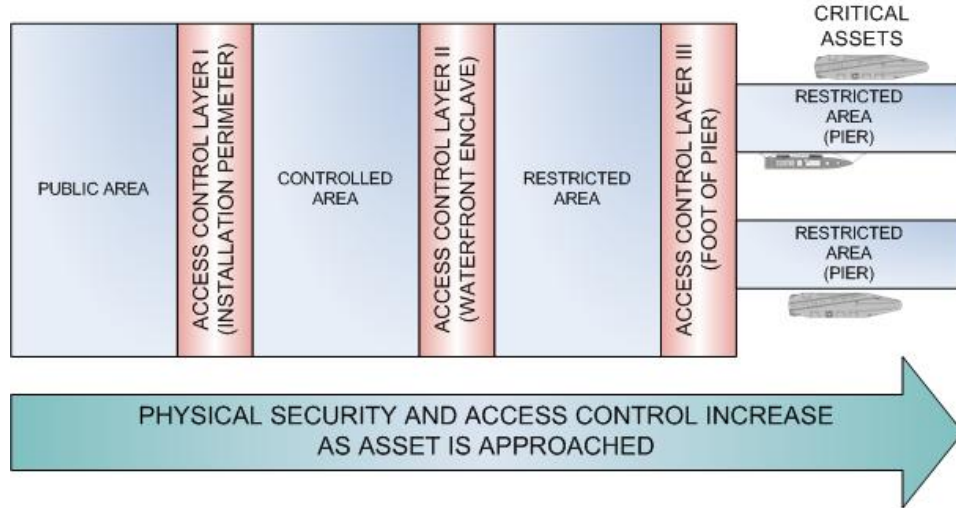 PUBLIC AREA
ACCESS CONTROL LAYER I
(INSTALLATION PERIMETER)
CONTROLLED
AREA
ACCESS CONTROL LAYER II
(WATERFRONT ENCLAVE)
RESTRICTED
AREA
ACCESS CONTROL LAYER III
(FOOT OF PIER)
CRITICAL
ASSETS
RESTRICTED
AREA
(PIER)
RESTRICTED
AREA
(PIER)
PHYSICAL SECURITY AND ACCESS CONTROL INCREASE
AS ASSET IS APPROACHED